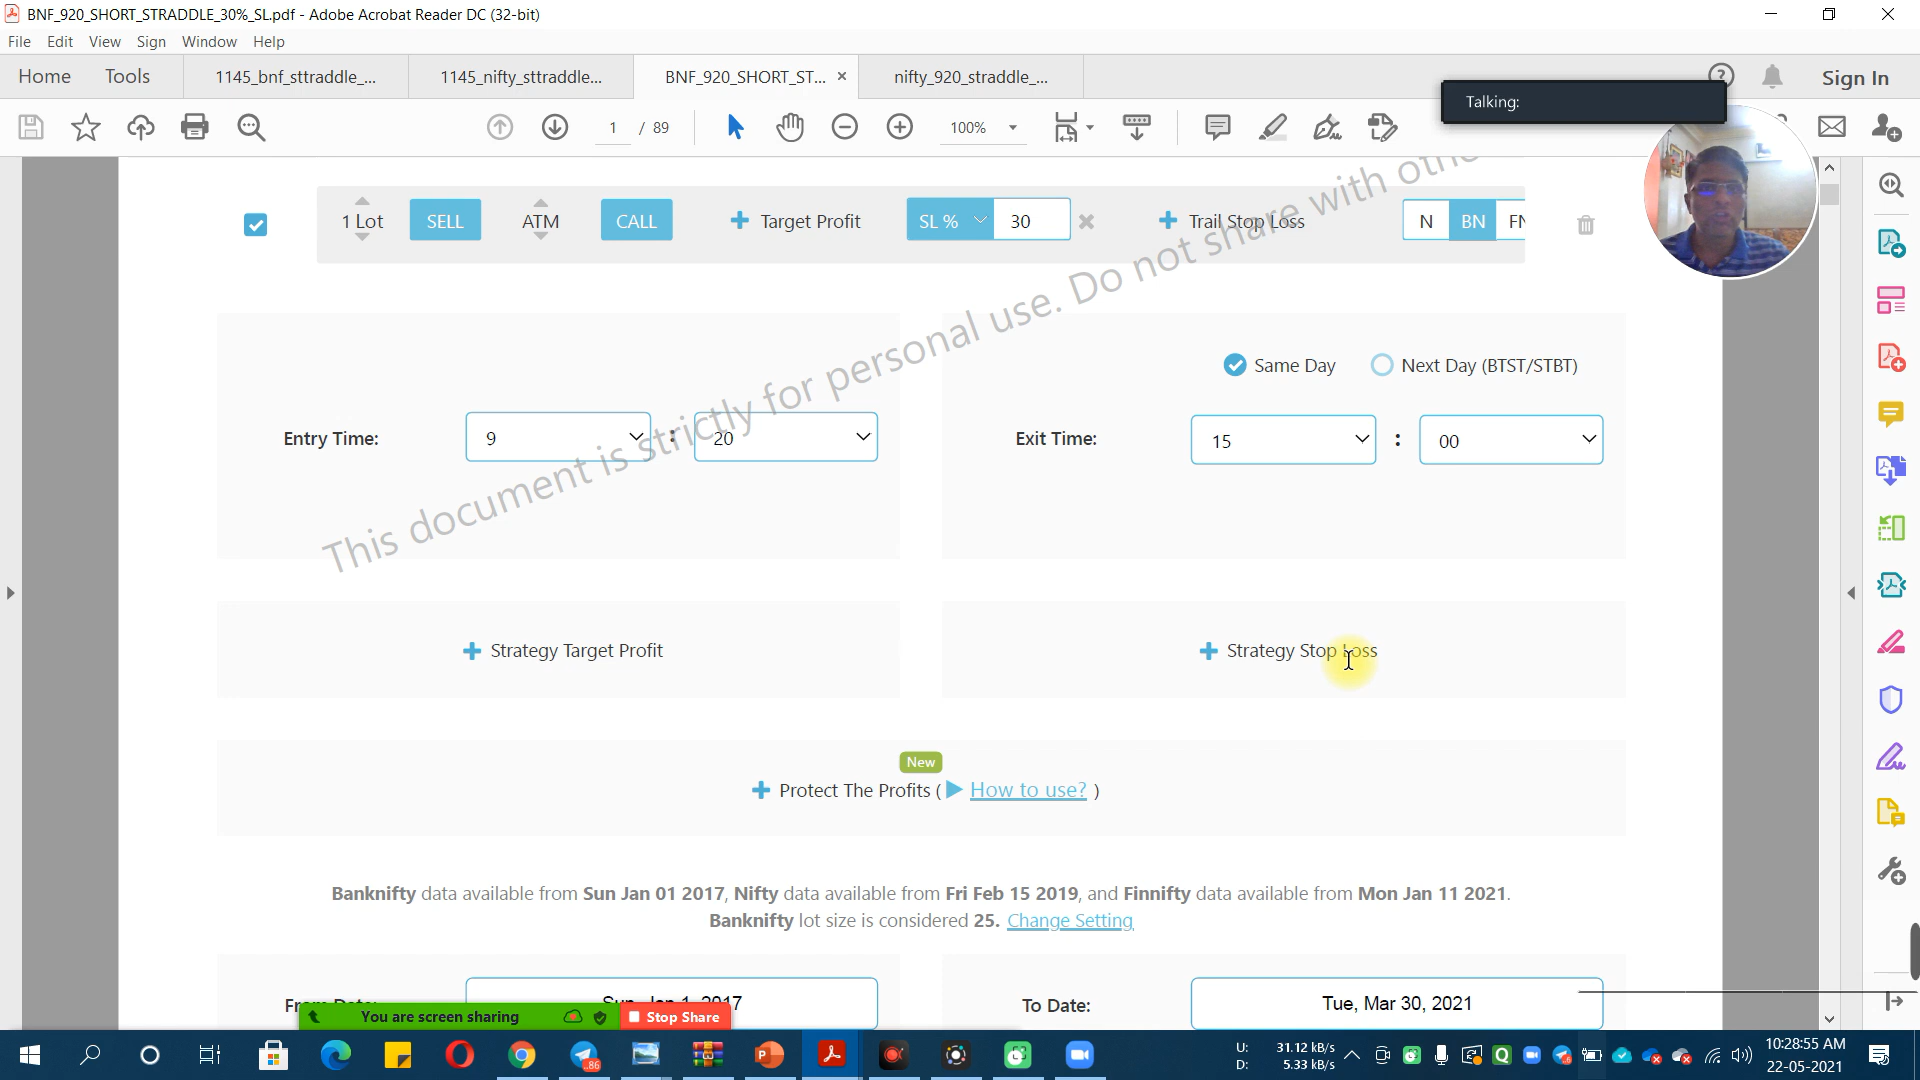 BNF_920_SHORT_STRADDLE_30%_SL.pdf - Adobe Acrobat Reader DC (32-bit)
File Edit View Sign Window Help
Home Tools 1145_bnf_sttraddle_... 1145_nifty_sttraddle... BNF_920_SHORT_ST... nifty_920_straddle_... Sign In
Talking:
1 / 89 100%
1 Lot SELL ATM CALL Target Profit SL % 30 Trail Stop Loss N BN FN
This document is strictly for personal use. Do not share with
Same Day Next Day (BTST/STBT)
Entry Time: 9 : 20 Exit Time: 15 : 00
Strategy Target Profit Strategy Stop Loss
New
Protect The Profits ( How to use? )
Banknifty data available from Sun Jan 01 2017, Nifty data available from Fri Feb 15 2019, and Finnifty data available from Mon Jan 11 2021.
Banknifty lot size is considered 25. Change Setting
From Date: Sun, Jan 1, 2017 To Date: Tue, Mar 30, 2021
You are screen sharing Stop Share
U: 31.12 kB/s
D: 5.33 kB/s
10:28:55 AM
22-05-2021